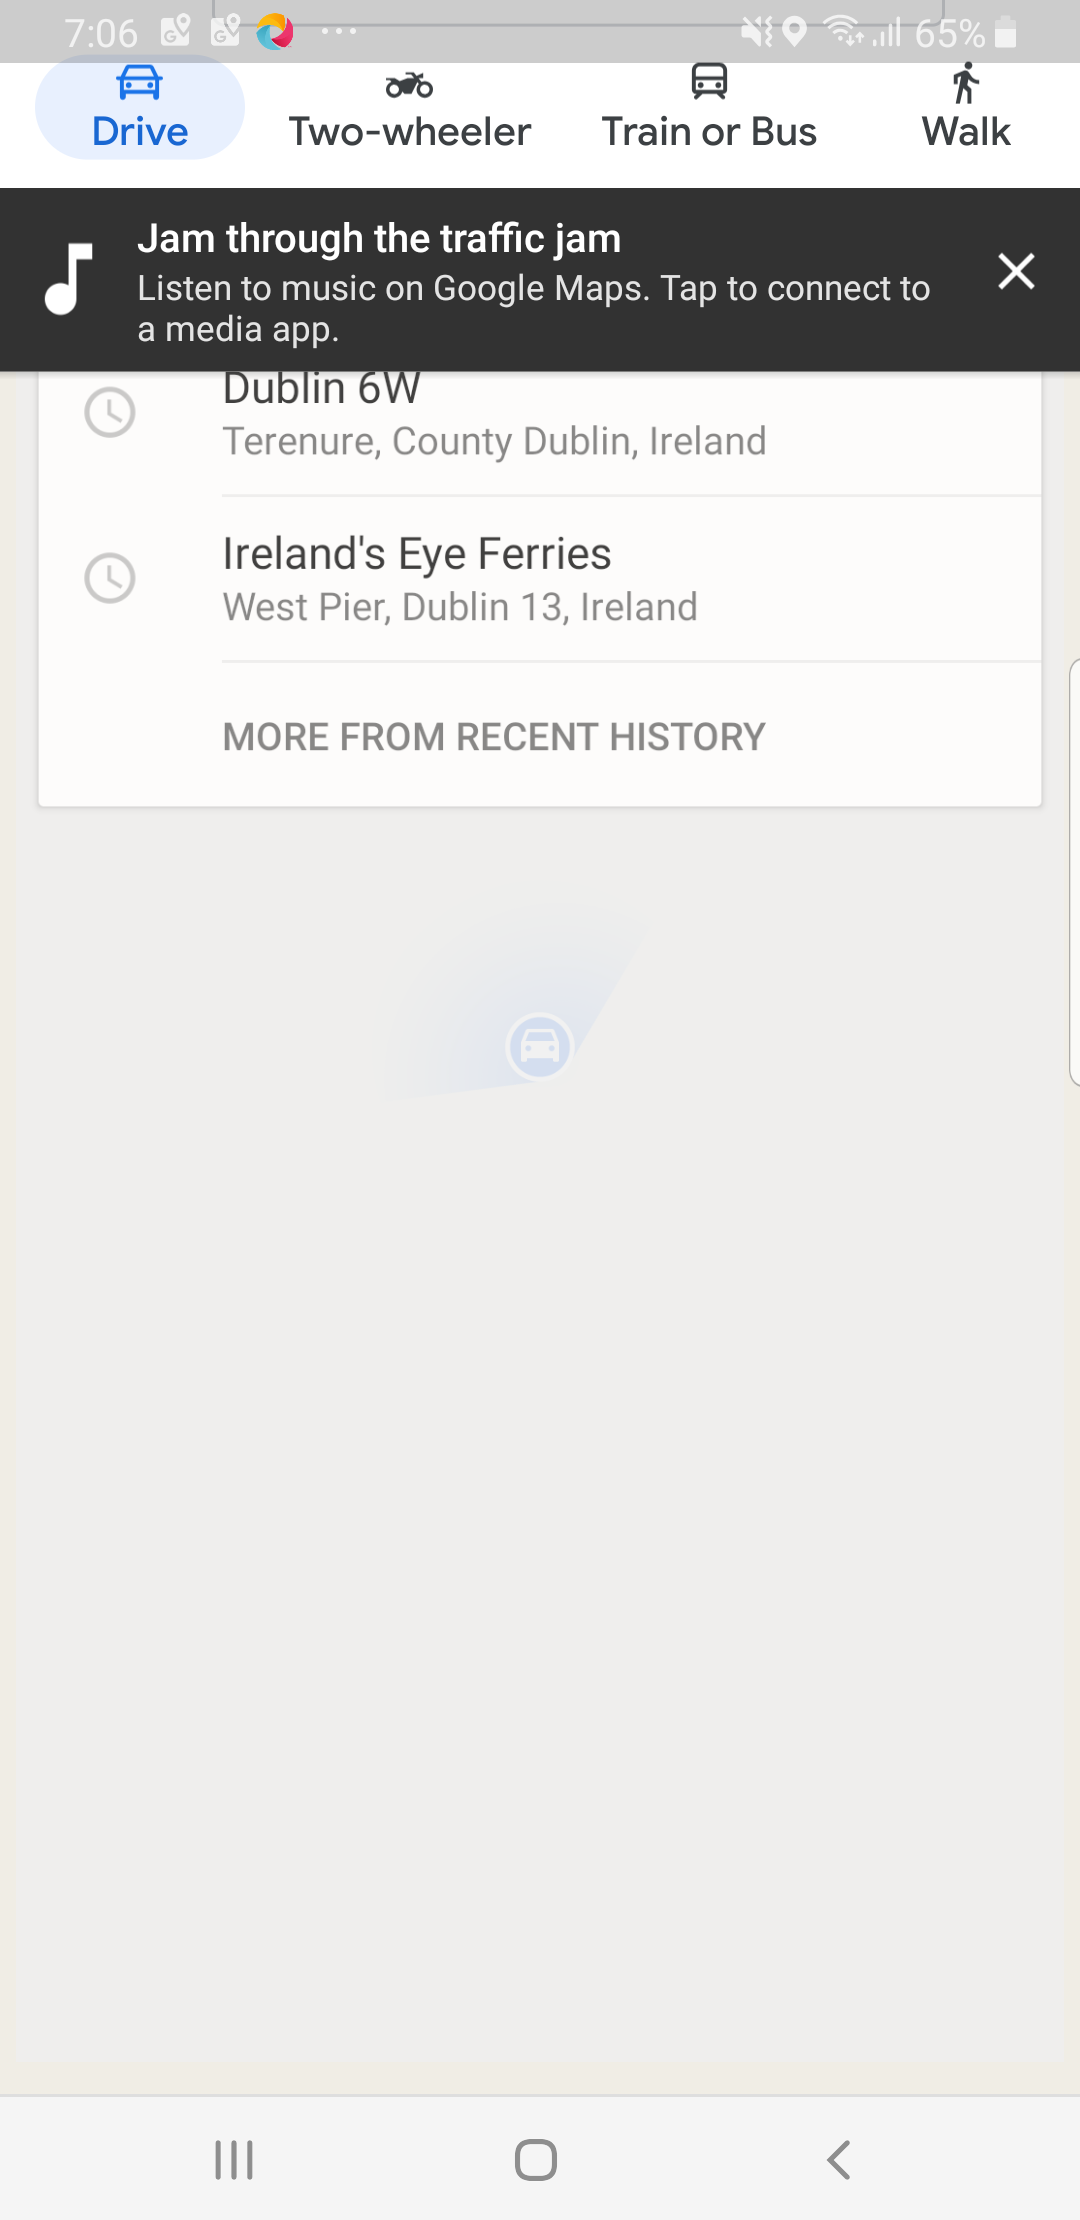 7:06
65%
Drive
Two-wheeler
Train or Bus
Walk
Jam through the traffic jam
Listen to music on Google Maps. Tap to connect to
a media app.
Dublin 6W
Terenure, County Dublin, Ireland
Ireland's Eye Ferries
West Pier, Dublin 13, Ireland
MORE FROM RECENT HISTORY